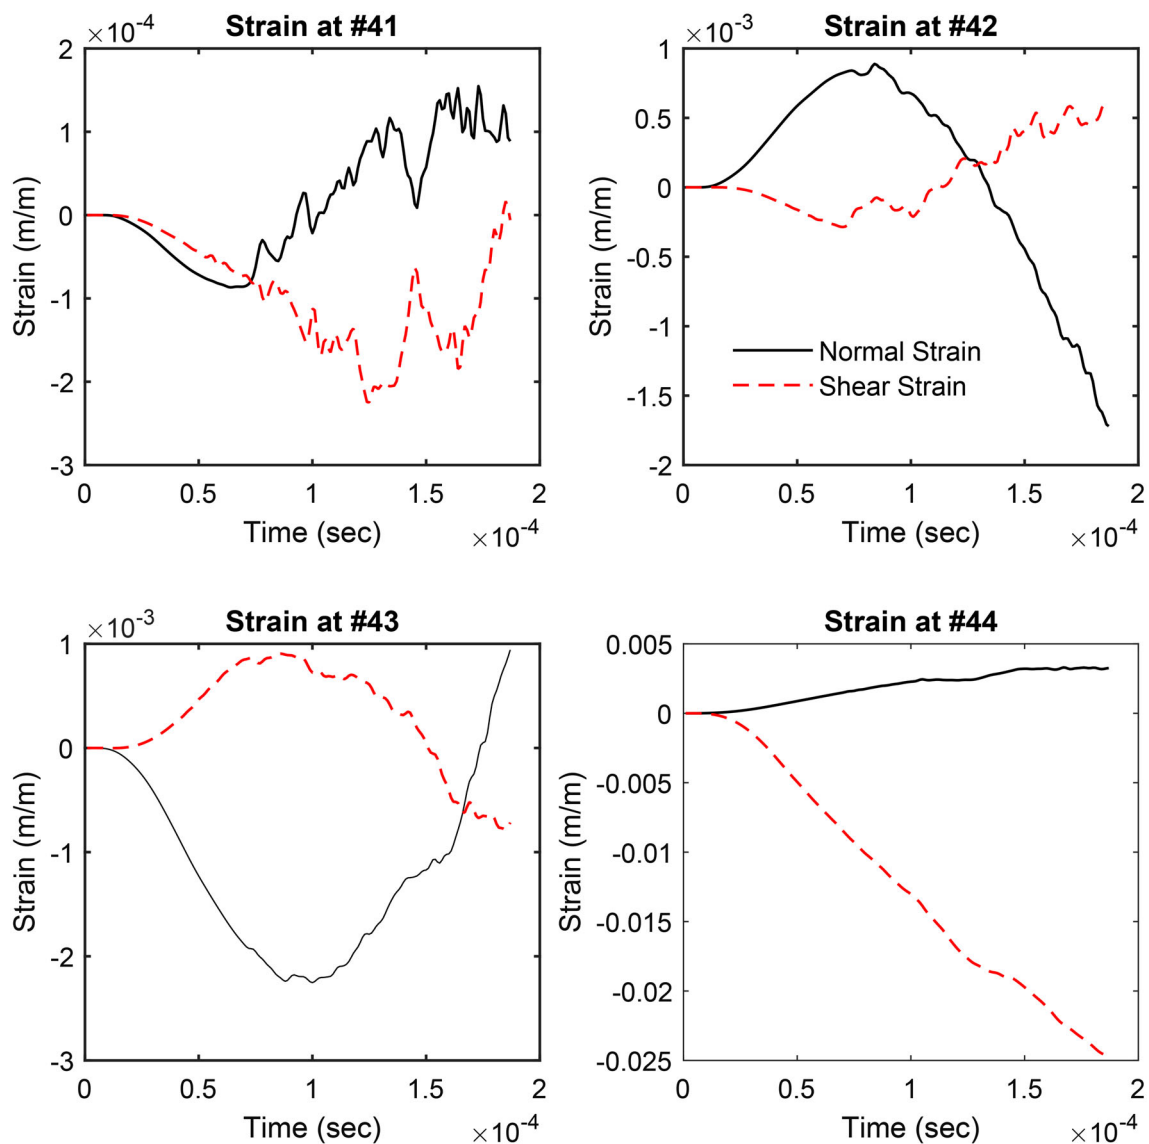 Strain at #41
×10-4
2
1
0
-1
-2
-3
Strain (m/m)
0 0.5 1 1.5 2
Time (sec)
×10-4
Strain at #42
×10-3
1
0.5
0
-0.5
-1
-1.5
-2
Strain (m/m)
Normal Strain
Shear Strain
0 0.5 1 1.5 2
Time (sec)
×10-4
Strain at #43
×10-3
1
0
-1
-2
-3
Strain (m/m)
0 0.5 1 1.5 2
Time (sec)
×10-4
Strain at #44
0.005
0
-0.005
-0.01
-0.015
-0.02
-0.025
Strain (m/m)
0 0.5 1 1.5 2
Time (sec)
×10-4